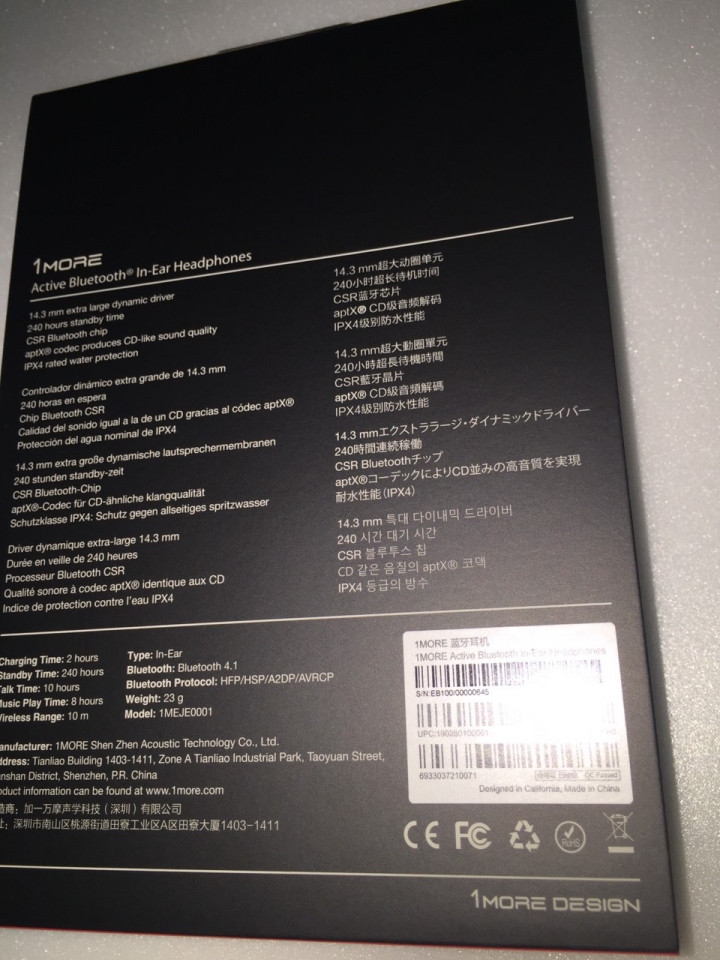 1MORE
Active Bluetooth® In-Ear Headphones
14.3 mm extra large dynamic driver
240 hours standby time
CSR Bluetooth chip
aptX® codec produces CD-like sound quality
IPX4 rated water protection
Controlador dinámico extra grande de 14.3 mm
240 horas en espera
Chip Bluetooth CSR
Calidad del sonido igual a la de un CD gracias al códec aptX®
Protección del agua nominal de IPX4
14.3 mm extra große dynamische lautsprechermembranen
240 stunden standby-zeit
CSR Bluetooth-Chip
aptX®-Codec für CD-ähnliche klangqualität
Schutzklasse IPX4: Schutz gegen allseitiges spritzwasser
Driver dynamique extra-large 14.3 mm
Durée en veille de 240 heures
Processeur Bluetooth CSR
Qualité sonore à codec aptX® identique aux CD
Indice de protection contre l'eau IPX4
14.3 mm超大动圈单元
240小时超长待机时间
CSR蓝牙芯片
aptX® CD级音频解码
IPX4级别防水性能
14.3 mm超大動圈單元
240小時超長待機時間
CSR藍牙晶片
aptX® CD級音頻解碼
IPX4級別防水性能
14.3 mmエクストララージ・ダイナミックドライバー
240時間連続稼働
CSR Bluetoothチップ
aptX®コーデックによりCD並みの高音質を実現
耐水性能(IPX4)
14.3 mm 특대 다이내믹 드라이버
240 시간 대기 시간
CSR 블루투스 칩
CD 같은 음질의 aptX® 코덱
IPX4 등급의 방수
Charging Time: 2 hours
Standby Time: 240 hours
Talk Time: 10 hours
Music Play Time: 8 hours
Wireless Range: 10 m
Type: In-Ear
Bluetooth: Bluetooth 4.1
Bluetooth Protocol: HFP/HSP/A2DP/AVRCP
Weight: 23 g
Model: 1MEJE0001
anufacturer: 1MORE Shen Zhen Acoustic Technology Co., Ltd.
ddress: Tianliao Building 1403-1411, Zone A Tianliao Industrial Park, Taoyuan Street,
anshan District, Shenzhen, P.R. China
oduct information can be found at www.1more.com
造商：加一万摩声学科技（深圳）有限公司
址：深圳市南山区桃源街道田寮工业区A区田寮大厦1403-1411
1MORE 蓝牙耳机
1MORE Active Bluetooth In-Ear Headphones
S/N:EB100/00000645
UPC:190280100061
6933037210071
QC Passed
Designed in California, Made in China
CE FC RoHS
1MORE DESIGN